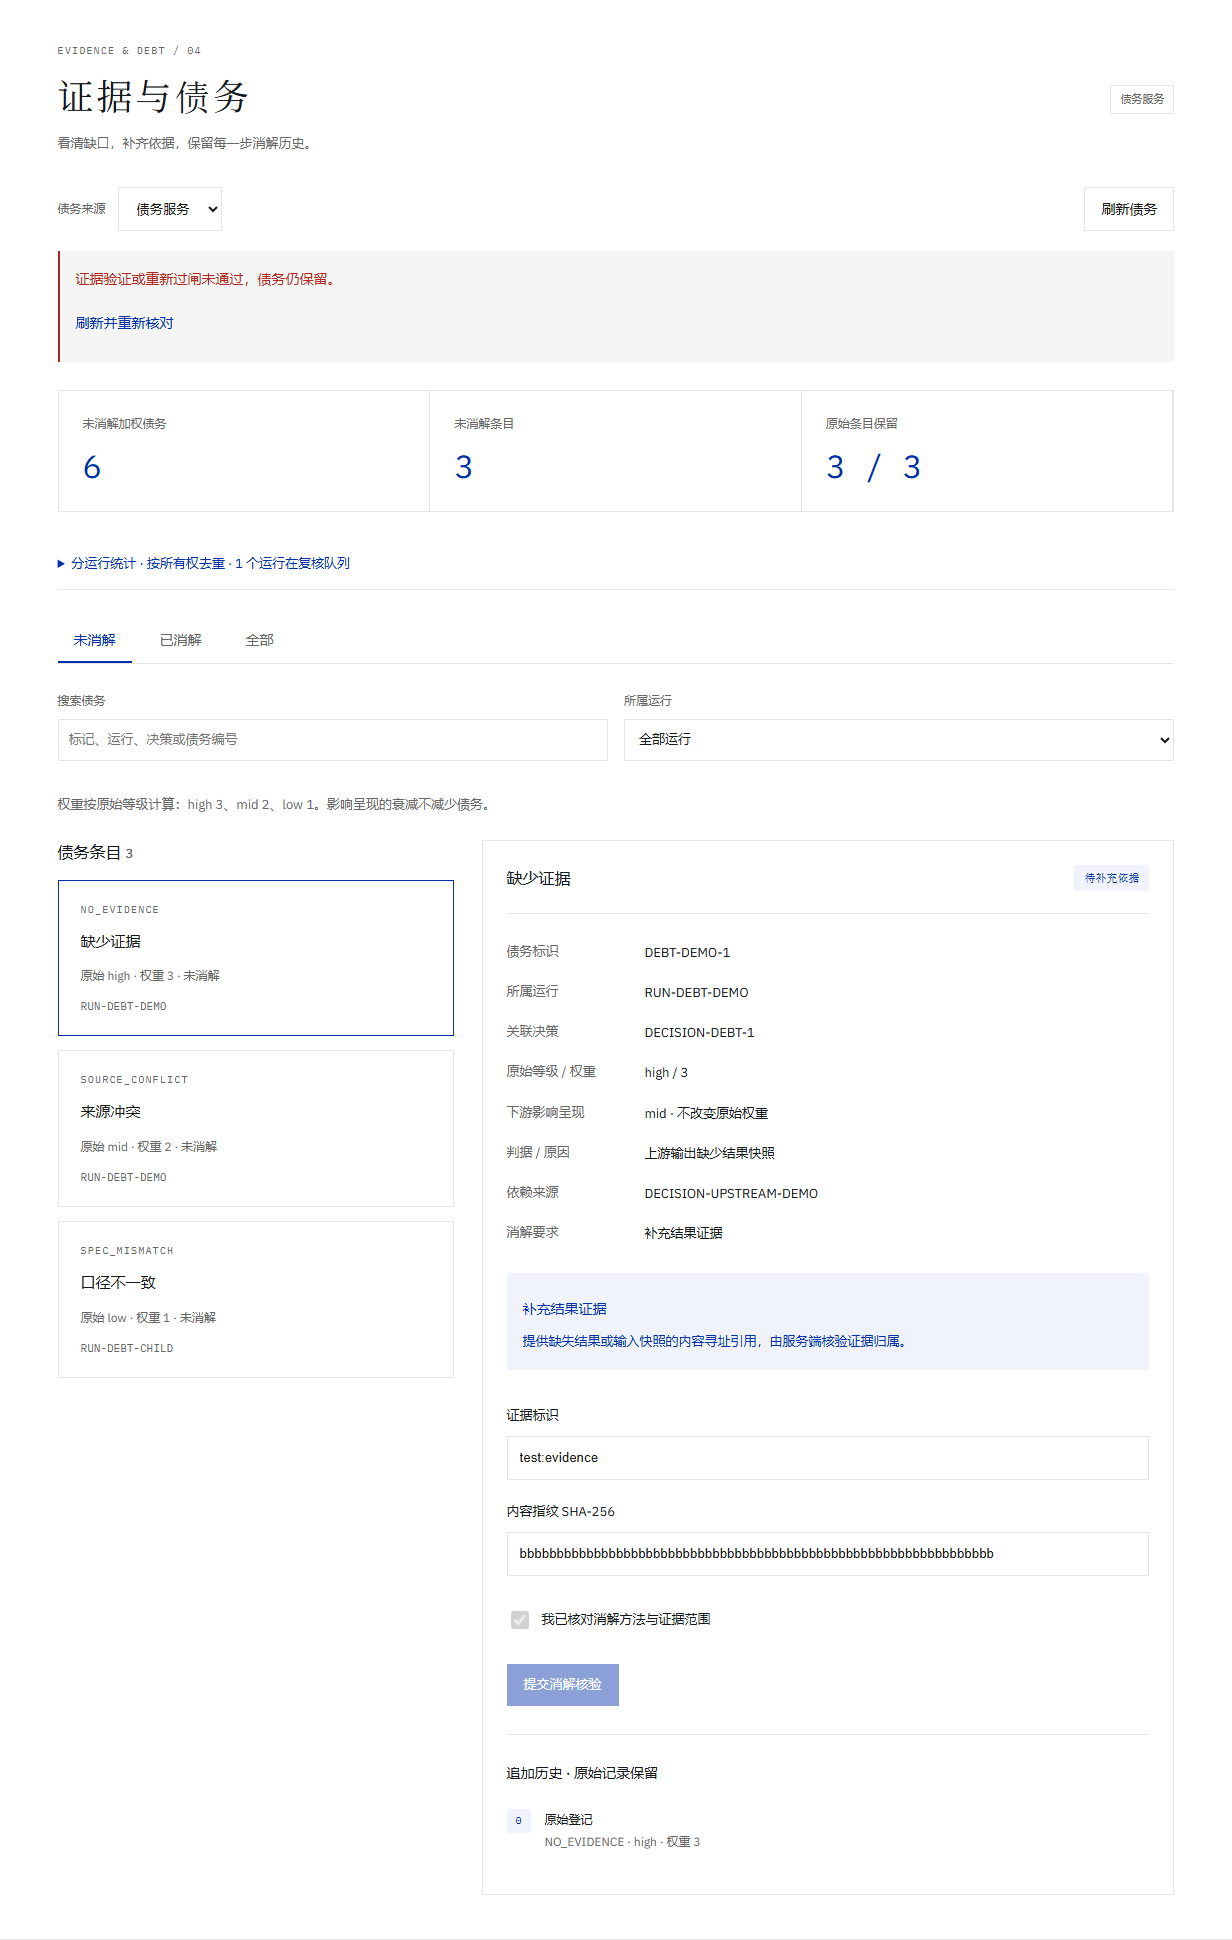 EVIDENCE & DEBT / 04
证据与债务
债务服务
看清缺口，补齐依据，保留每一步消解历史。
债务来源
债务服务
刷新债务
证据验证或重新过闸未通过，债务仍保留。
刷新并重新核对
未消解加权债务
6
未消解条目
3
原始条目保留
3 / 3
分运行统计 · 按所有权去重 · 1 个运行在复核队列
未消解
已消解
全部
搜索债务
标记、运行、决策或债务编号
所属运行
全部运行
权重按原始等级计算：high 3、mid 2、low 1。影响呈现的衰减不减少债务。
债务条目 3
NO_EVIDENCE
缺少证据
原始 high · 权重 3 · 未消解
RUN-DEBT-DEMO
SOURCE_CONFLICT
来源冲突
原始 mid · 权重 2 · 未消解
RUN-DEBT-DEMO
SPEC_MISMATCH
口径不一致
原始 low · 权重 1 · 未消解
RUN-DEBT-CHILD
缺少证据
待补充依据
债务标识 DEBT-DEMO-1
所属运行 RUN-DEBT-DEMO
关联决策 DECISION-DEBT-1
原始等级 / 权重 high / 3
下游影响呈现 mid · 不改变原始权重
判据 / 原因 上游输出缺少结果快照
依赖来源 DECISION-UPSTREAM-DEMO
消解要求 补充结果证据
补充结果证据
提供缺失结果或输入快照的内容寻址引用，由服务端核验证据归属。
证据标识
test:evidence
内容指纹 SHA-256
bbbbbbbbbbbbbbbbbbbbbbbbbbbbbbbbbbbbbbbbbbbbbbbbbbbbbbbbbbbbbbbb
我已核对消解方法与证据范围
提交消解核验
追加历史 · 原始记录保留
0
原始登记
NO_EVIDENCE · high · 权重 3